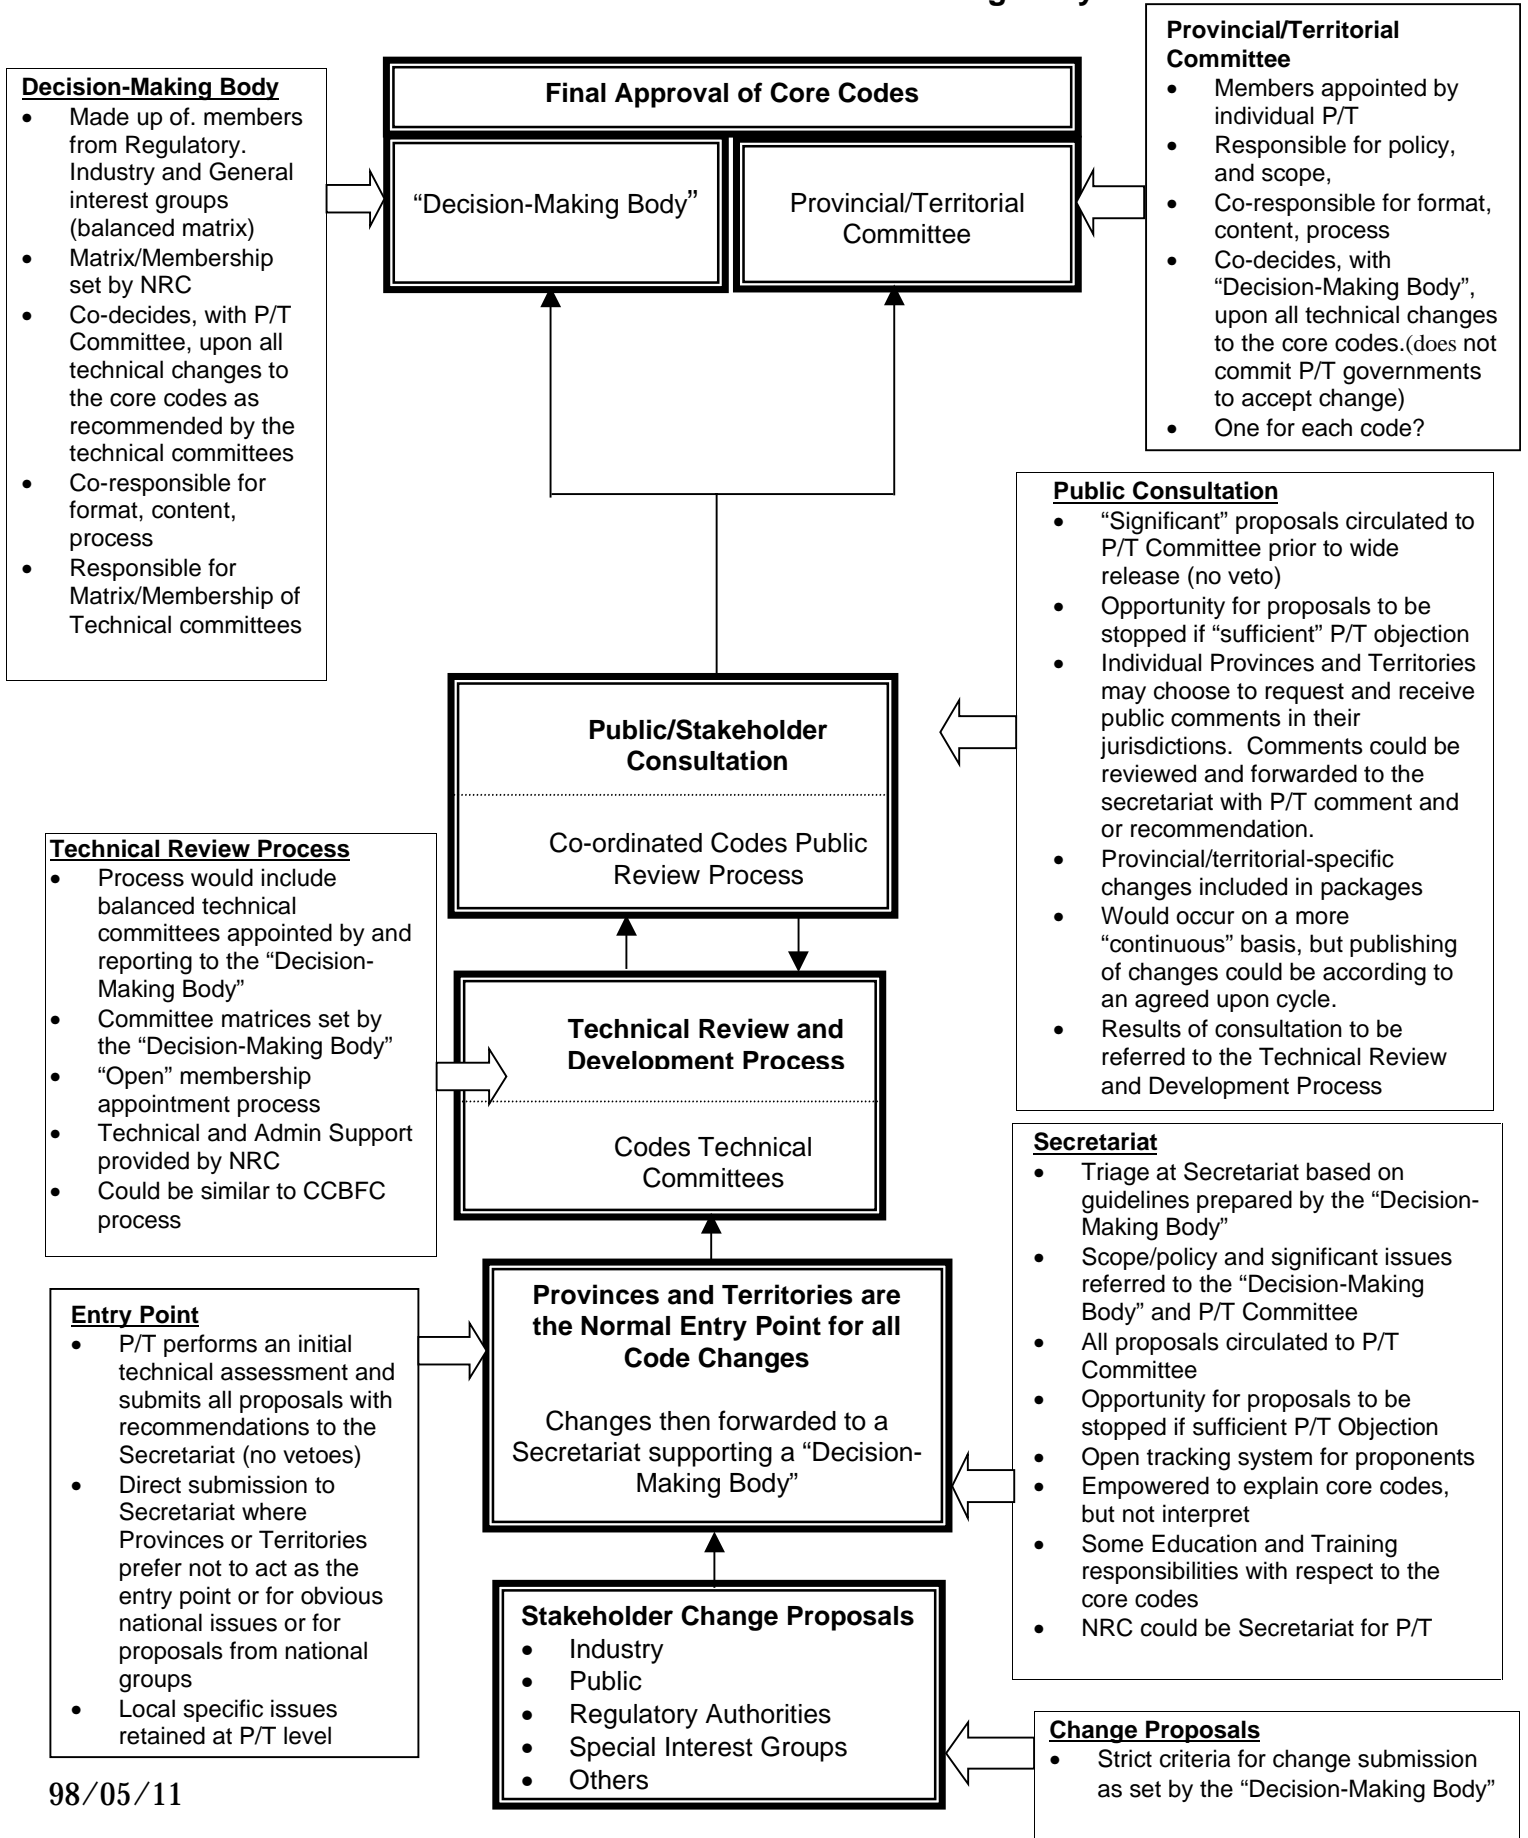 Provincial/Territorial
Committee
• Members appointed by
individual P/T
• Responsible for policy,
and scope,
• Co-responsible for format,
content, process
• Co-decides, with
“Decision-Making Body”,
upon all technical changes
to the core codes.(does not
commit P/T governments
to accept change)
• One for each code?
Decision-Making Body
• Made up of. members
from Regulatory.
Industry and General
interest groups
(balanced matrix)
• Matrix/Membership
set by NRC
• Co-decides, with P/T
Committee, upon all
technical changes to
the core codes as
recommended by the
technical committees
• Co-responsible for
format, content,
process
• Responsible for
Matrix/Membership of
Technical committees
Final Approval of Core Codes
“Decision-Making Body”
Provincial/Territorial
Committee
Public Consultation
• “Significant” proposals circulated to
P/T Committee prior to wide
release (no veto)
• Opportunity for proposals to be
stopped if “sufficient” P/T objection
• Individual Provinces and Territories
may choose to request and receive
public comments in their
jurisdictions.  Comments could be
reviewed and forwarded to the
secretariat with P/T comment and
or recommendation.
• Provincial/territorial-specific
changes included in packages
• Would occur on a more
“continuous” basis, but publishing
of changes could be according to
an agreed upon cycle.
• Results of consultation to be
referred to the Technical Review
and Development Process
Public/Stakeholder
Consultation
Co-ordinated Codes Public
Review Process
Technical Review Process
• Process would include
balanced technical
committees appointed by and
reporting to the “Decision-
Making Body”
• Committee matrices set by
the “Decision-Making Body”
• “Open” membership
appointment process
• Technical and Admin Support
provided by NRC
• Could be similar to CCBFC
process
Technical Review and
Development Process
Codes Technical
Committees
Secretariat
• Triage at Secretariat based on
guidelines prepared by the “Decision-
Making Body”
• Scope/policy and significant issues
referred to the “Decision-Making
Body” and P/T Committee
• All proposals circulated to P/T
Committee
• Opportunity for proposals to be
stopped if sufficient P/T Objection
• Open tracking system for proponents
• Empowered to explain core codes,
but not interpret
• Some Education and Training
responsibilities with respect to the
core codes
• NRC could be Secretariat for P/T
Entry Point
• P/T performs an initial
technical assessment and
submits all proposals with
recommendations to the
Secretariat (no vetoes)
• Direct submission to
Secretariat where
Provinces or Territories
prefer not to act as the
entry point or for obvious
national issues or for
proposals from national
groups
• Local specific issues
retained at P/T level
Provinces and Territories are
the Normal Entry Point for all
Code Changes
Changes then forwarded to a
Secretariat supporting a “Decision-
Making Body”
Stakeholder Change Proposals
• Industry
• Public
• Regulatory Authorities
• Special Interest Groups
• Others
Change Proposals
• Strict criteria for change submission
as set by the “Decision-Making Body”
98/05/11